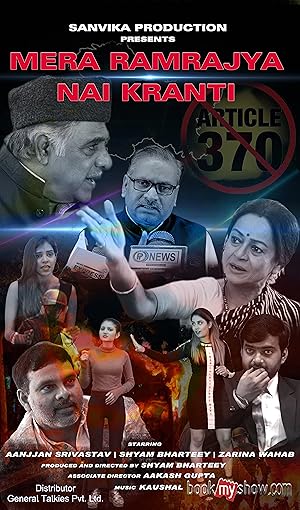 SANVIKA PRODUCTION
PRESENTS
MERA RAMRAJYA
NAI KRANTI
ARTICLE
370
NEWS
STARRING
AANJJAN SRIVASTAV | SHYAM BHARTEEY | ZARINA WAHAB
PRODUCED AND DIRECTED BY SHYAM BHARTEEY
ASSOCIATE DIRECTOR AAKASH GUPTA
MUSIC KAUSHAL
Distributor
General Talkies Pvt. Ltd.
bookmyshow.com